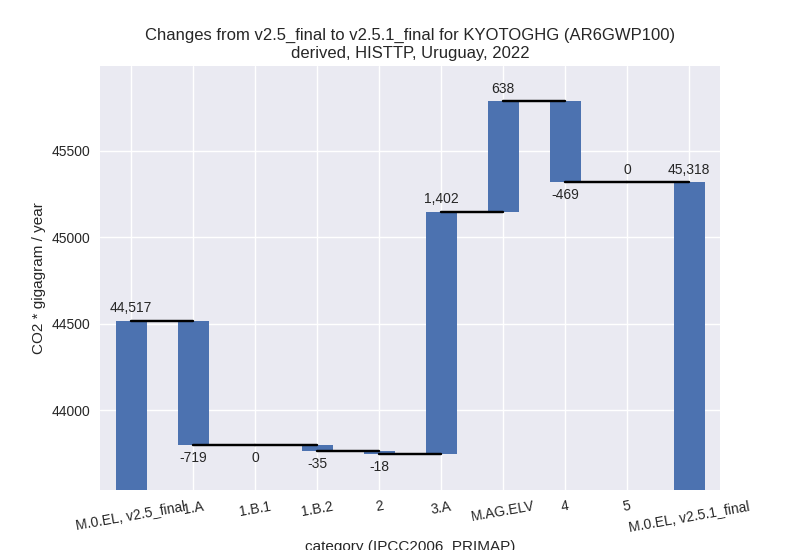 Changes from v2.5_final to v2.5.1_final for KYOTOGHG (AR6GWP100)
derived, HISTTP, Uruguay, 2022
CO2 * gigagram / year
45500
45000
44500
44000
44,517
-719
0
-35
-18
1,402
638
-469
0
45,318
M.0.EL, v2.5_final
1.A
1.B.1
1.B.2
2
3.A
M.AG.ELV
4
5
M.0.EL, v2.5.1_final
category (IPCC2006_PRIMAP)